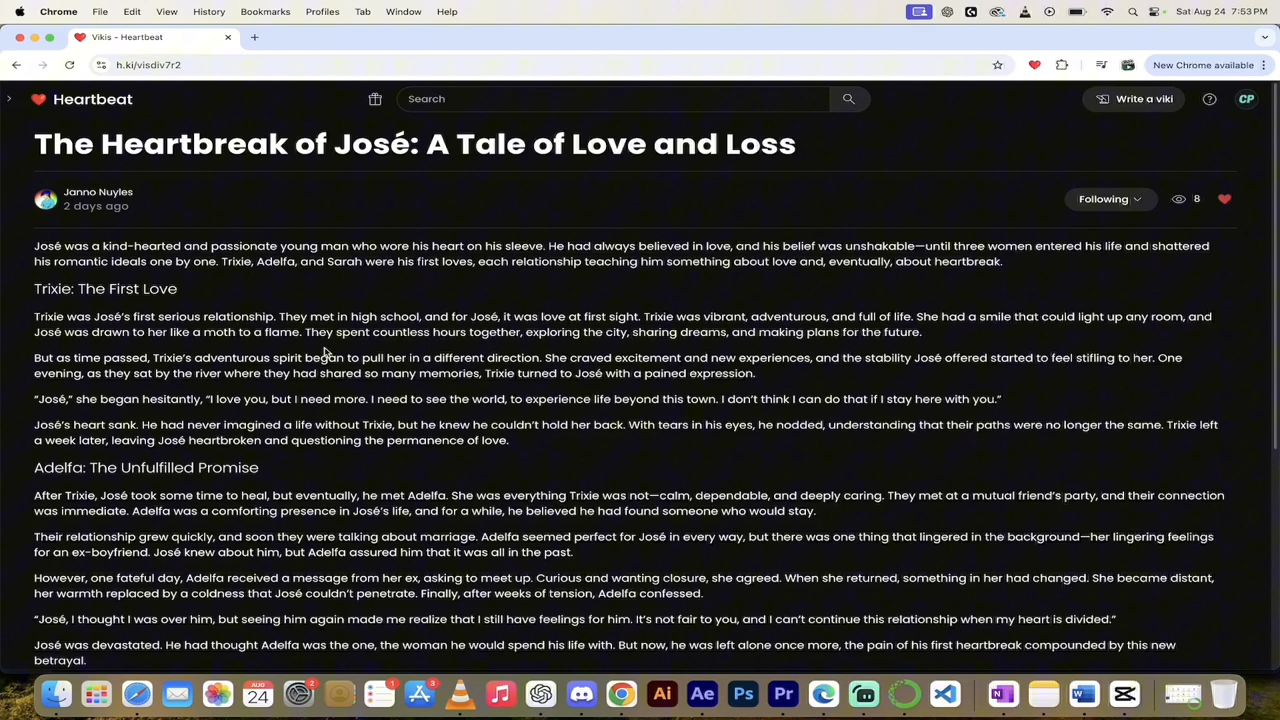 Chrome File Edit View History Bookmarks Profiles Tab Window Help Sat Aug 24 7:53 PM
Vikis - Heartbeat
h.ki/visdiv7r2 New Chrome available
Heartbeat Search Write a viki CP
The Heartbreak of José: A Tale of Love and Loss
Janno Nuyles
2 days ago
Following 8
José was a kind-hearted and passionate young man who wore his heart on his sleeve. He had always believed in love, and his belief was unshakable—until three women entered his life and shattered
his romantic ideals one by one. Trixie, Adelfa, and Sarah were his first loves, each relationship teaching him something about love and, eventually, about heartbreak.
Trixie: The First Love
Trixie was José's first serious relationship. They met in high school, and for José, it was love at first sight. Trixie was vibrant, adventurous, and full of life. She had a smile that could light up any room, and
José was drawn to her like a moth to a flame. They spent countless hours together, exploring the city, sharing dreams, and making plans for the future.
But as time passed, Trixie's adventurous spirit began to pull her in a different direction. She craved excitement and new experiences, and the stability José offered started to feel stifling to her. One
evening, as they sat by the river where they had shared so many memories, Trixie turned to José with a pained expression.
“José,” she began hesitantly, “I love you, but I need more. I need to see the world, to experience life beyond this town. I don't think I can do that if I stay here with you.”
José's heart sank. He had never imagined a life without Trixie, but he knew he couldn't hold her back. With tears in his eyes, he nodded, understanding that their paths were no longer the same. Trixie left
a week later, leaving José heartbroken and questioning the permanence of love.
Adelfa: The Unfulfilled Promise
After Trixie, José took some time to heal, but eventually, he met Adelfa. She was everything Trixie was not—calm, dependable, and deeply caring. They met at a mutual friend's party, and their connection
was immediate. Adelfa was a comforting presence in José's life, and for a while, he believed he had found someone who would stay.
Their relationship grew quickly, and soon they were talking about marriage. Adelfa seemed perfect for José in every way, but there was one thing that lingered in the background—her lingering feelings
for an ex-boyfriend. José knew about him, but Adelfa assured him that it was all in the past.
However, one fateful day, Adelfa received a message from her ex, asking to meet up. Curious and wanting closure, she agreed. When she returned, something in her had changed. She became distant,
her warmth replaced by a coldness that José couldn't penetrate. Finally, after weeks of tension, Adelfa confessed.
“José, I thought I was over him, but seeing him again made me realize that I still have feelings for him. It's not fair to you, and I can't continue this relationship when my heart is divided.”
José was devastated. He had thought Adelfa was the one, the woman he would spend his life with. But now, he was left alone once more, the pain of his first heartbreak compounded by this new
betrayal.
AUG 24 2 1 3 Ai Ae Ps Pr N W